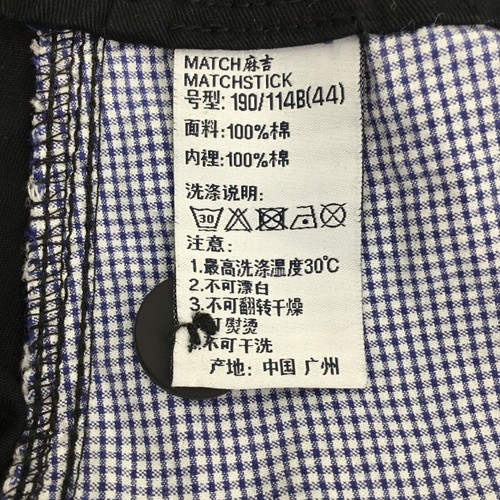 MATCH麻吉
MATCHSTICK
号型: 190/114B(44)
面料:100%棉
内裡:100%棉
洗涤说明:
30
注意:
1.最高洗涤温度30℃
2.不可漂白
3.不可翻转干燥
可熨烫
不可干洗
产地: 中国 广州